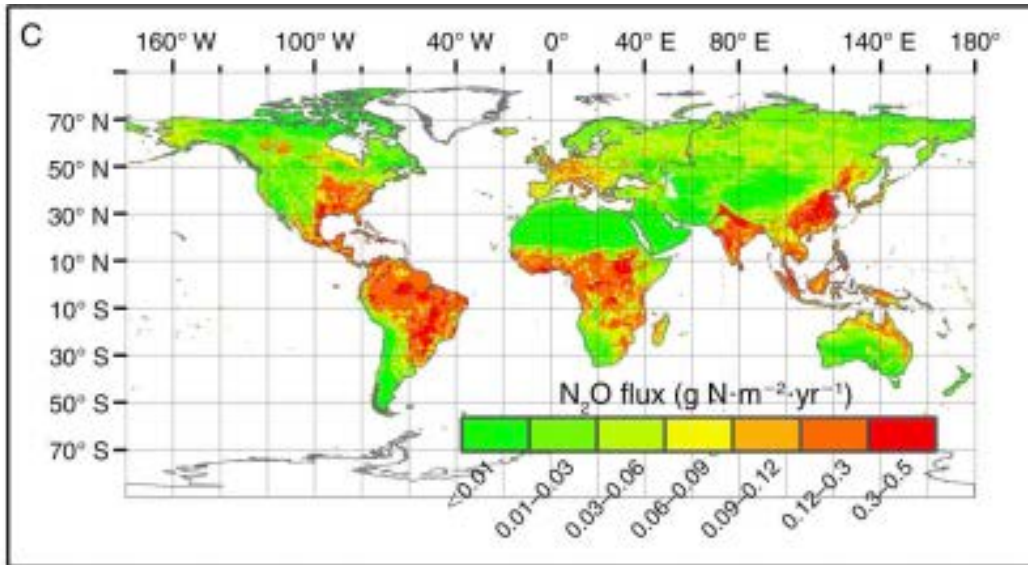 C
160° W 100° W 40° W 0° 40° E 80° E 140° E 180°
70° N
50° N
30° N
10° N
10° S
30° S
50° S
70° S
N₂O flux (g N·m⁻²·yr⁻¹)
<0.01 0.01–0.03 0.03–0.06 0.06–0.09 0.09–0.12 0.12–0.3 0.3–0.5